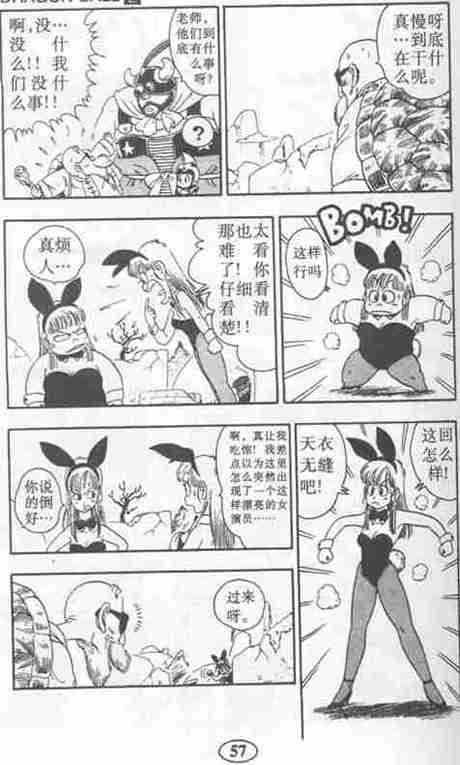 DRAGON BALL
真慢呀
…到底
在干什
么呢。
老师，
他们到
底有什
么事
呀?
?
啊,没…
没什
么!! 我
们没什
么事!!
BOMB!
这样
行吗
那也太
难看
了! 你
仔细看
看清
楚!!
真烦
人…
这回
怎么
样!
天衣
无缝
吧!
啊，真让我
吃惊! 我差
点以为这里
怎么突然出
现了一个这
样漂亮的女
演员……
你说
倒
好…
过来
呀。
57